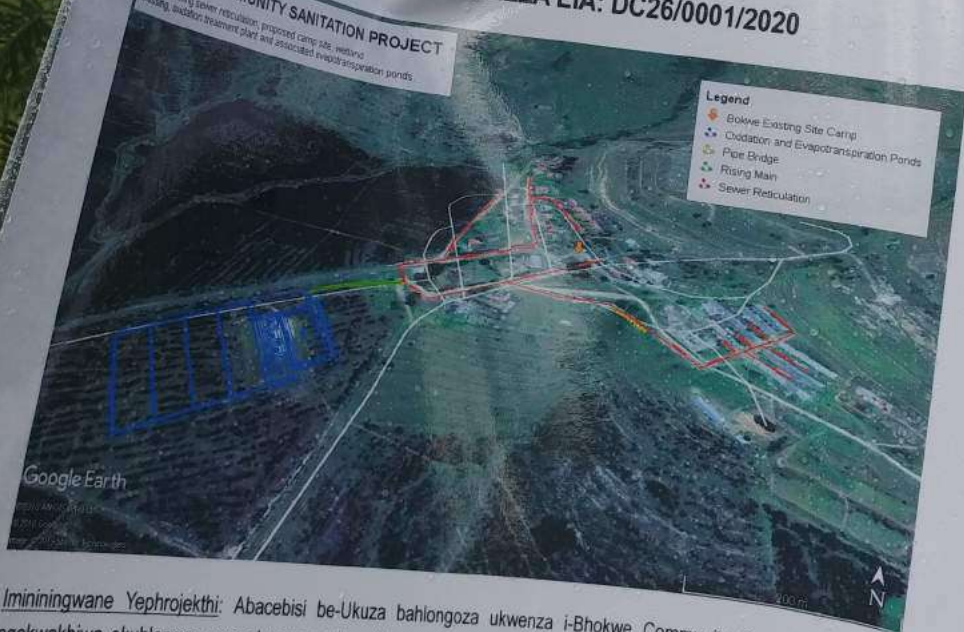 EIA: DC26/0001/2020
UNITY SANITATION PROJECT
sewer reticulation, proposed camp site, wetland
oxidation treatment plant and associated evapotranspiration ponds
Legend
Bokwe Existing Site Camp
Oxidation and Evapotranspiration Ponds
Pipe Bridge
Rising Main
Sewer Reticulation
Google Earth
200 m
N
Imininingwane Yephrojekthi: Abacebisi be-Ukuza bahlongoza ukwenza i-Bhokwe